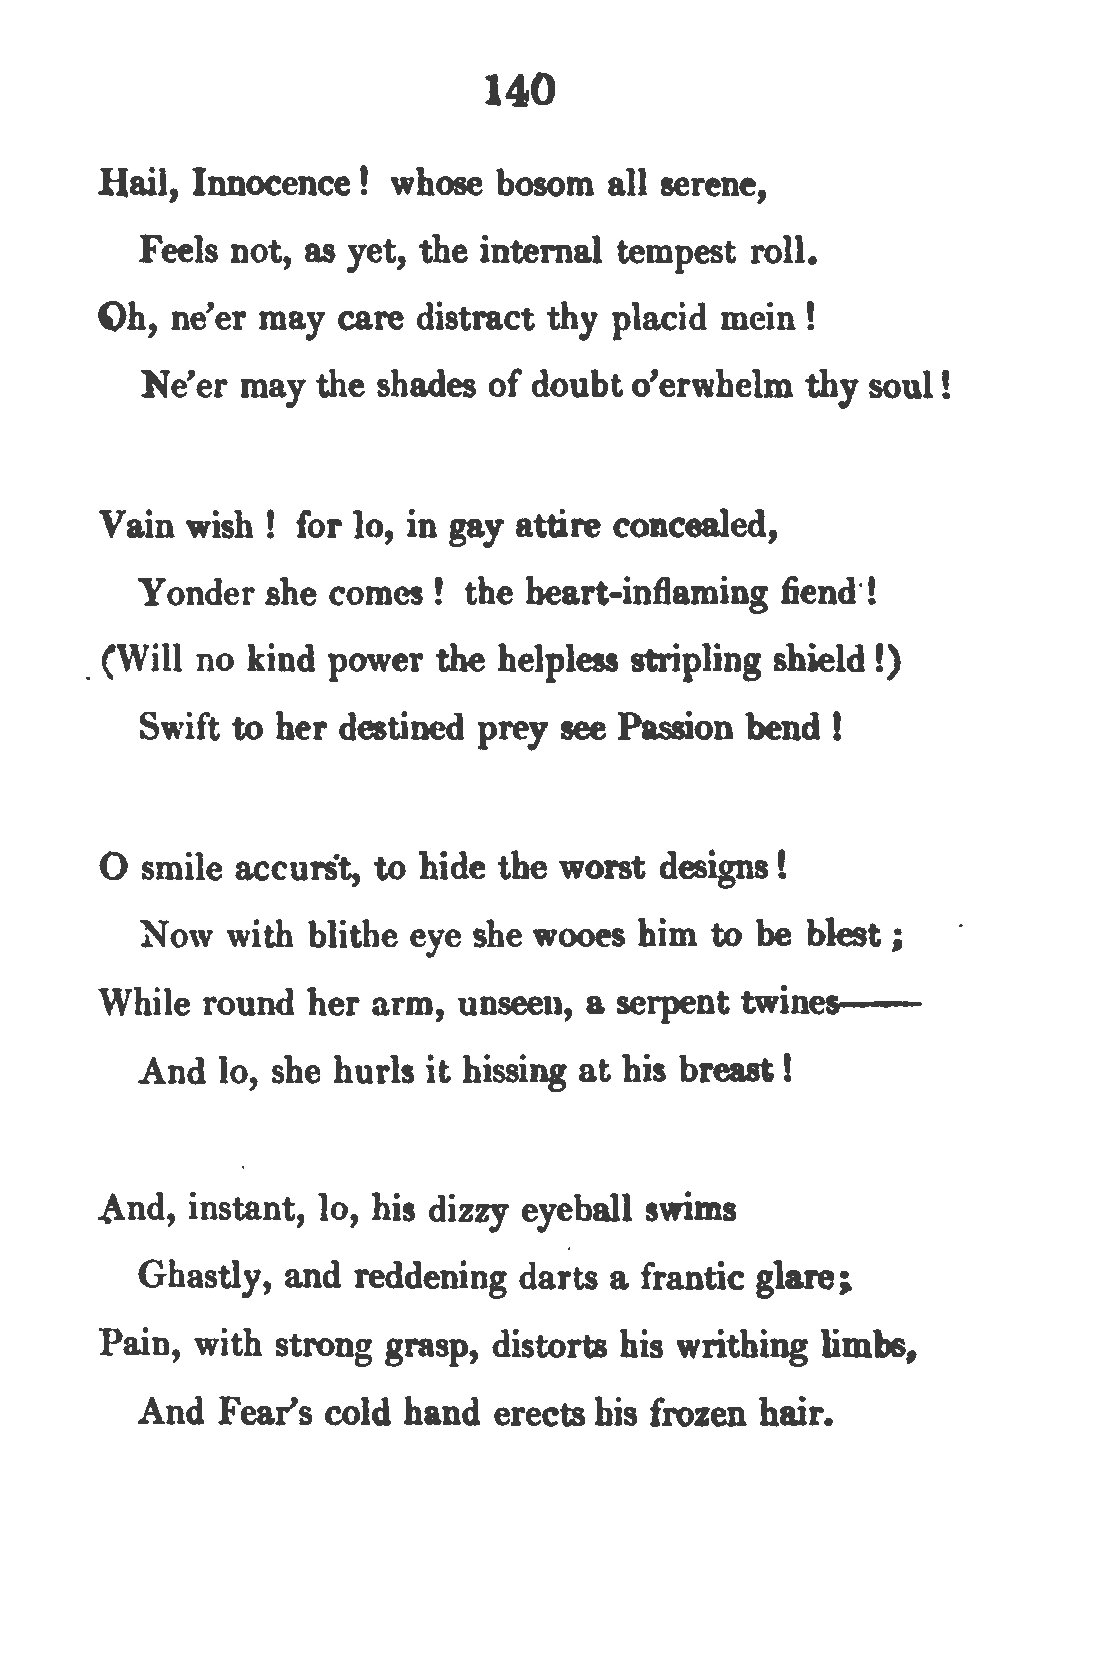 140
Hail, Innocence! whose bosom all serene,
Feels not, as yet, the internal tempest roll.
Oh, ne'er may care distract thy placid mein!
Ne'er may the shades of doubt o'erwhelm thy soul!
Vain wish! for lo, in gay attire concealed,
Yonder she comes! the heart-inflaming fiend!
(Will no kind power the helpless stripling shield!)
Swift to her destined prey see Passion bend!
O smile accurs't, to hide the worst designs!
Now with blithe eye she wooes him to be blest;
While round her arm, unseen, a serpent twines—
And lo, she hurls it hissing at his breast!
And, instant, lo, his dizzy eyeball swims
Ghastly, and reddening darts a frantic glare;
Pain, with strong grasp, distorts his writhing limbs,
And Fear's cold hand erects his frozen hair.